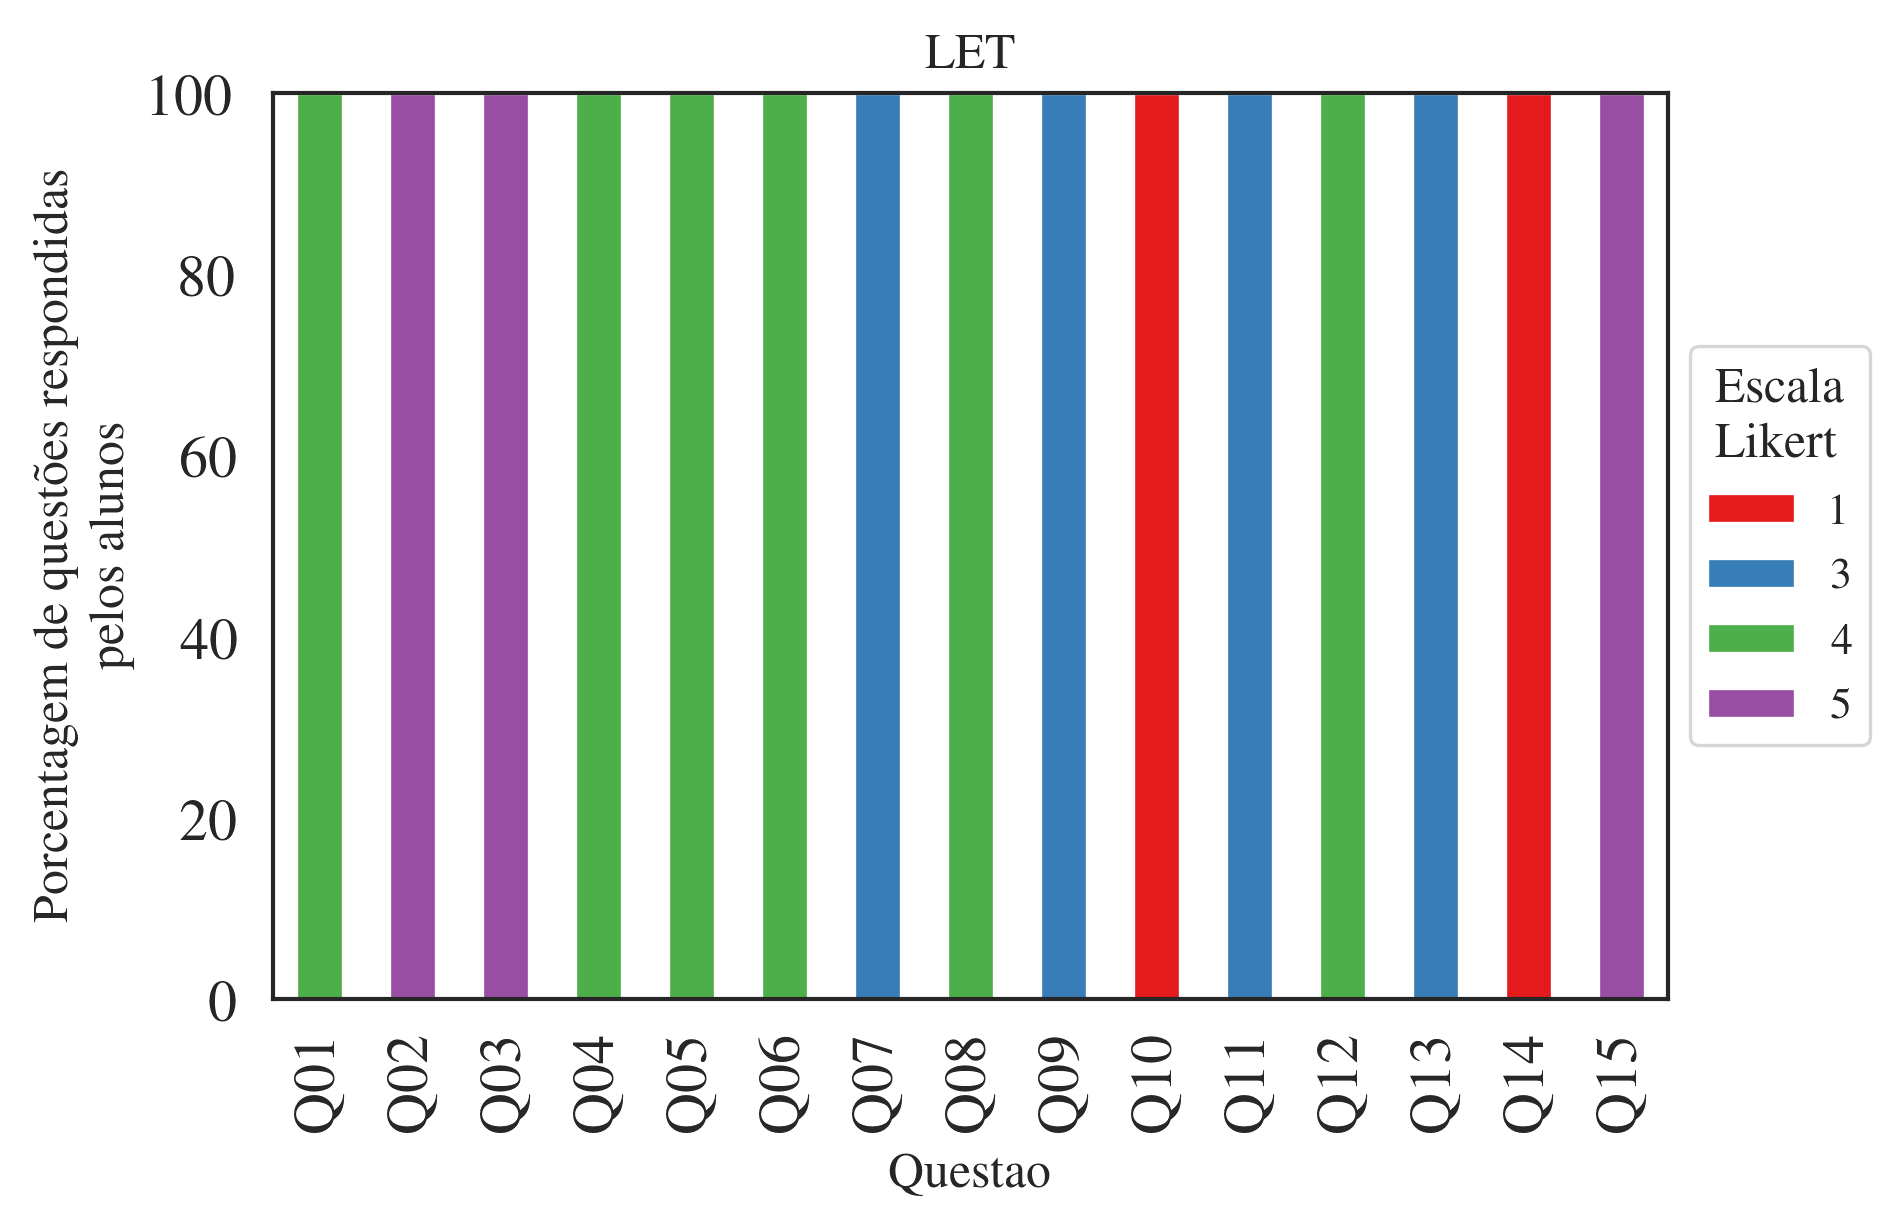 LET
Porcentagem de questões respondidas
pelos alunos
100
80
60
40
20
0
Q01
Q02
Q03
Q04
Q05
Q06
Q07
Q08
Q09
Q10
Q11
Q12
Q13
Q14
Q15
Questao
Escala
Likert
1
3
4
5